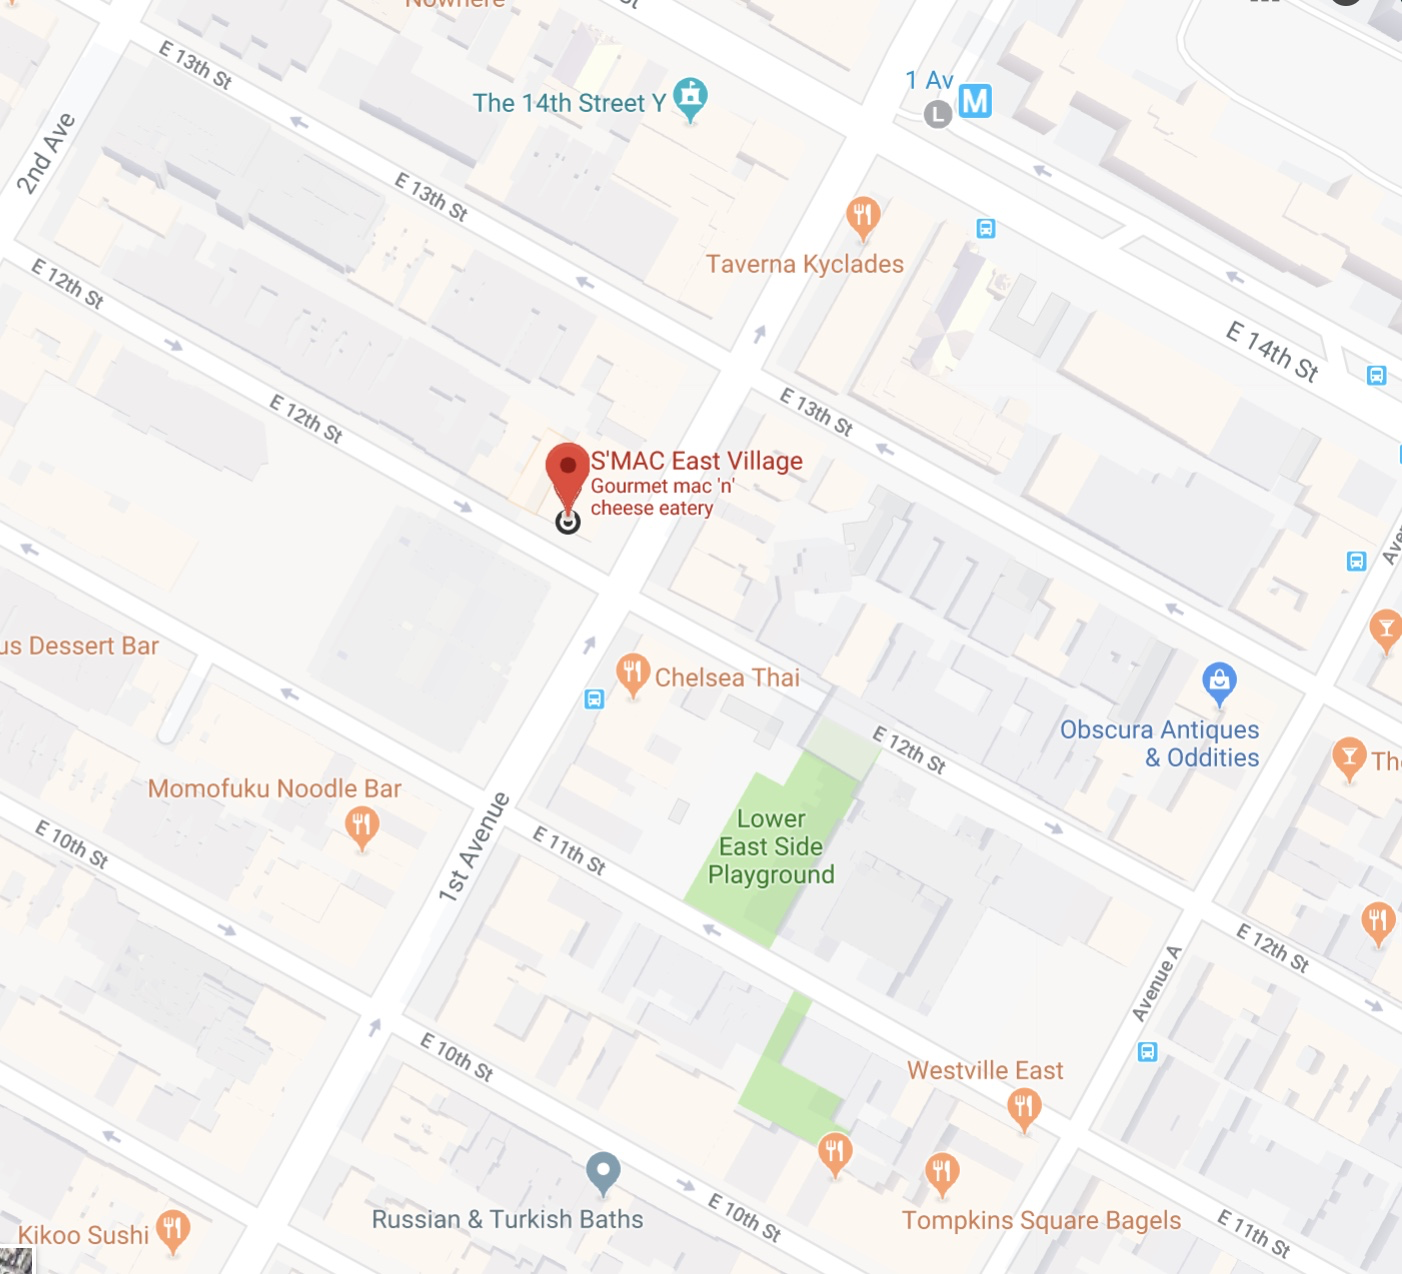 Nowhere
St
E 13th St
The 14th Street Y
1 Av
M
L
2nd Ave
E 13th St
Taverna Kyclades
E 12th St
E 14th St
E 12th St
E 13th St
S'MAC East Village
Gourmet mac 'n'
cheese eatery
Ave
us Dessert Bar
Chelsea Thai
Obscura Antiques
& Oddities
E 12th St
The
Momofuku Noodle Bar
Lower
East Side
Playground
E 10th St
1st Avenue
E 11th St
E 12th St
Avenue A
E 10th St
Westville East
Russian & Turkish Baths
E 10th St
Tompkins Square Bagels
E 11th St
Kikoo Sushi